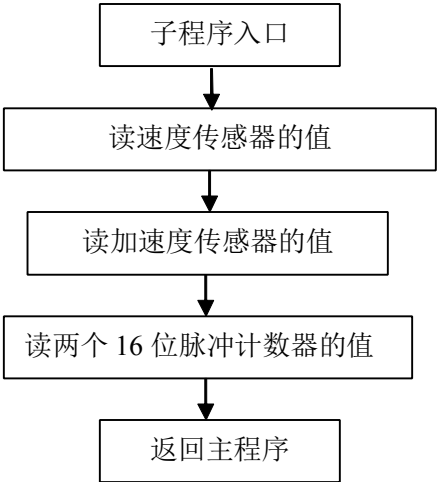 子程序入口
读速度传感器的值
读加速度传感器的值
读两个 16 位脉冲计数器的值
返回主程序